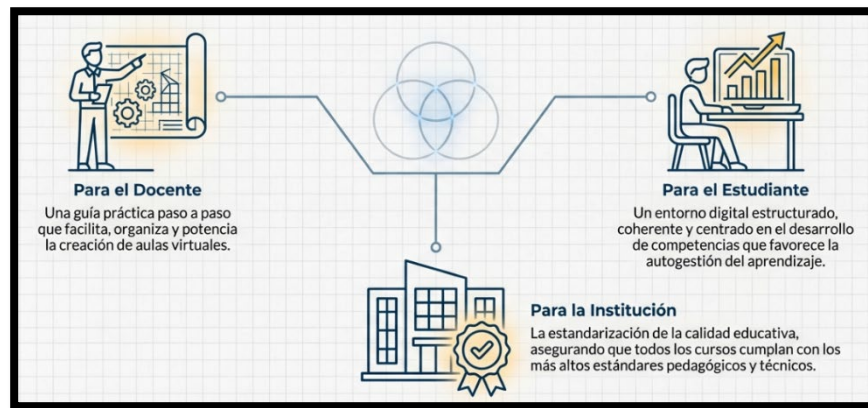 Para el Docente
Una guía práctica paso a paso
que facilita, organiza y potencia
la creación de aulas virtuales.
Para el Estudiante
Un entorno digital estructurado,
coherente y centrado en el desarrollo
de competencias que favorece la
autogestión del aprendizaje.
Para la Institución
La estandarización de la calidad educativa,
asegurando que todos los cursos cumplan con los
más altos estándares pedagógicos y técnicos.